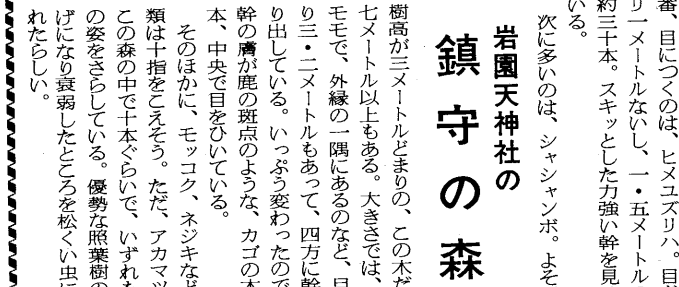 番、目につくのは、ヒメユズリハ。目
り一メートルないし、一・五メートル
約三十本。スキッとした力強い幹を見
いる。
次に多いのは、シャシャンボ。よそ
岩園天神社の
鎮守の森
樹高が三メートルどまりの、この木だ
七メートル以上もある。大きさでは、
モモで、外縁の一隅にあるのなど、目
り三・二メートルもあって、四方に幹
り出している。いっぷう変わったので
幹の膚が鹿の斑点のような、カゴの木
本、中央で目をひいている。
そのほかに、モッコク、ネジキなど
類は十指をこえそう。ただ、アカマツ
この森の中で十本ぐらいで、いずれも
の姿をさらしている。優勢な照葉樹の
げになり衰弱したところを松くい虫に
れたらしい。